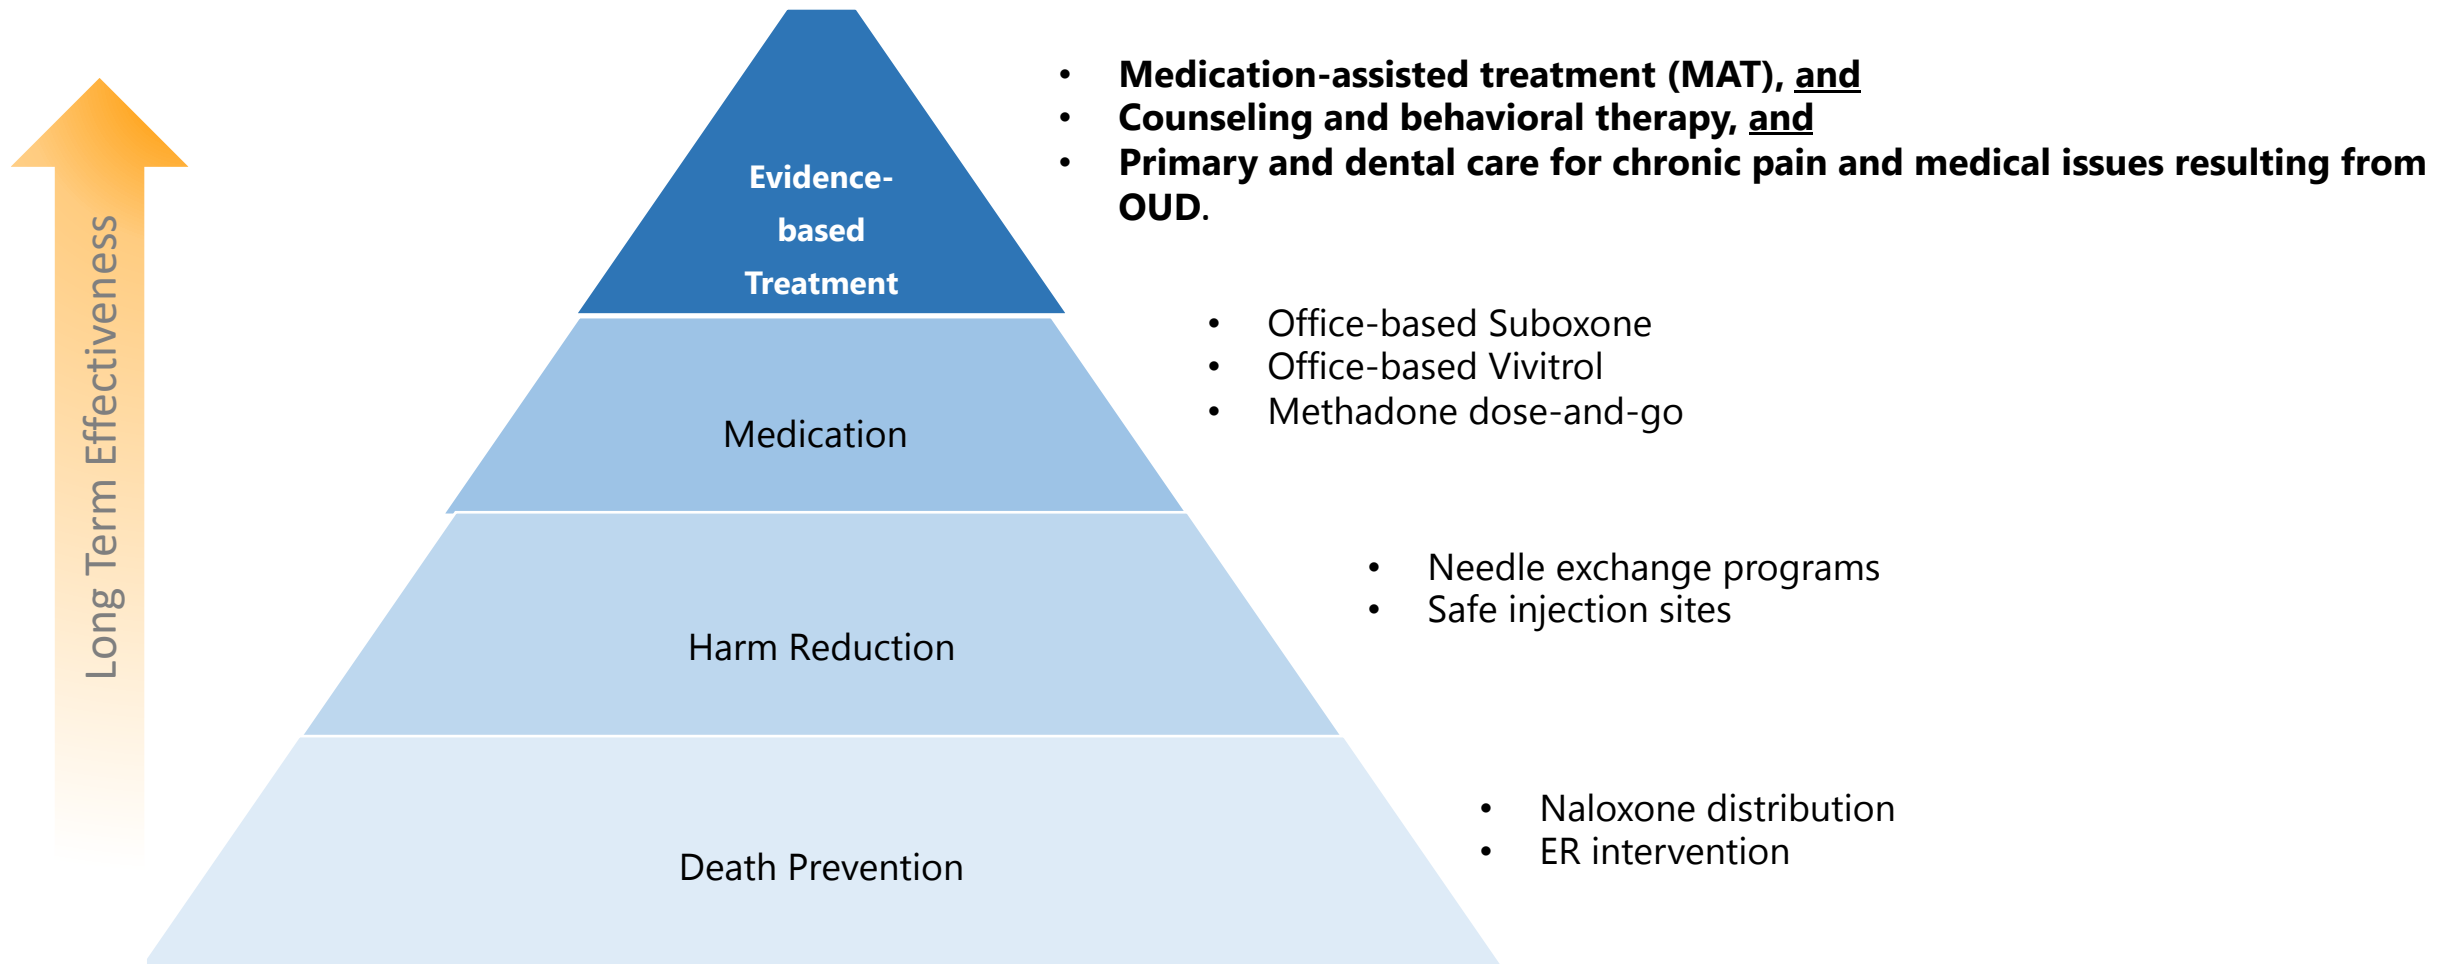 Long Term Effectiveness
Evidence-
based
Treatment
• Medication-assisted treatment (MAT), and
• Counseling and behavioral therapy, and
• Primary and dental care for chronic pain and medical issues resulting from
OUD.
Medication
• Office-based Suboxone
• Office-based Vivitrol
• Methadone dose-and-go
Harm Reduction
• Needle exchange programs
• Safe injection sites
Death Prevention
• Naloxone distribution
• ER intervention